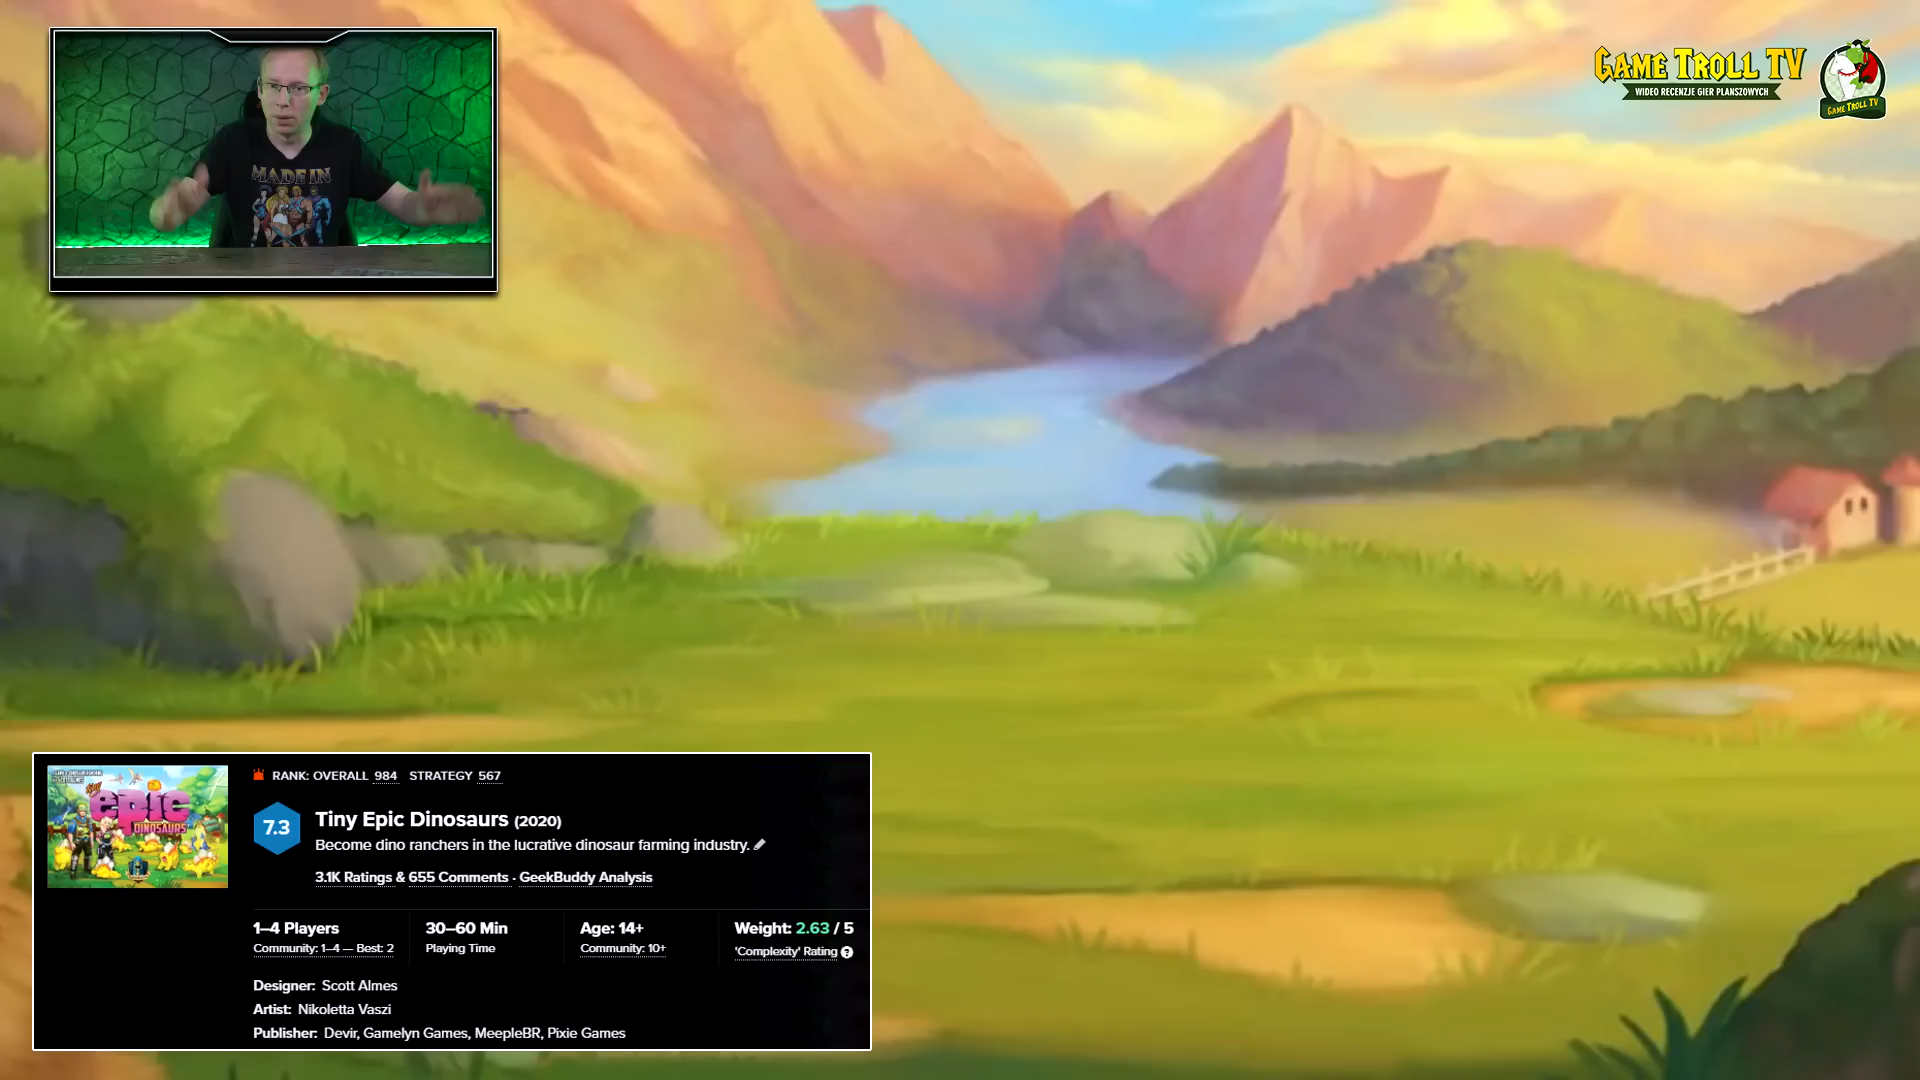 MADE IN
GAME TROLL TV
WIDEO RECENZJE GIER PLANSZOWYCH
GAME TROLL TV
epic
DINOSAURS
RANK: OVERALL 984 STRATEGY 567
7.3
Tiny Epic Dinosaurs (2020)
Become dino ranchers in the lucrative dinosaur farming industry.
3.1K Ratings & 655 Comments · GeekBuddy Analysis
1–4 Players
Community: 1–4 — Best: 2
30–60 Min
Playing Time
Age: 14+
Community: 10+
Weight: 2.63 / 5
'Complexity' Rating ?
Designer: Scott Almes
Artist: Nikoletta Vaszi
Publisher: Devir, Gamelyn Games, MeepleBR, Pixie Games